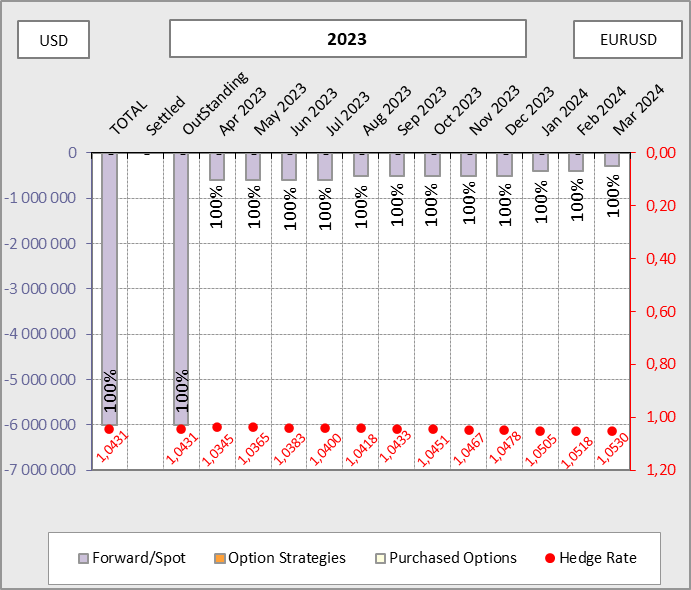 USD
2023
EURUSD
TOTAL
Settled
OutStanding
Apr 2023
May 2023
Jun 2023
Jul 2023
Aug 2023
Sep 2023
Oct 2023
Nov 2023
Dec 2023
Jan 2024
Feb 2024
Mar 2024
0
-1 000 000
-2 000 000
-3 000 000
-4 000 000
-5 000 000
-6 000 000
-7 000 000
0,00
0,20
0,40
0,60
0,80
1,00
1,20
100%
100%
100%
100%
100%
100%
100%
100%
100%
100%
100%
100%
100%
100%
1,0431
1,0431
1,0345
1,0365
1,0383
1,0400
1,0418
1,0433
1,0451
1,0467
1,0478
1,0505
1,0518
1,0530
Forward/Spot
Option Strategies
Purchased Options
Hedge Rate